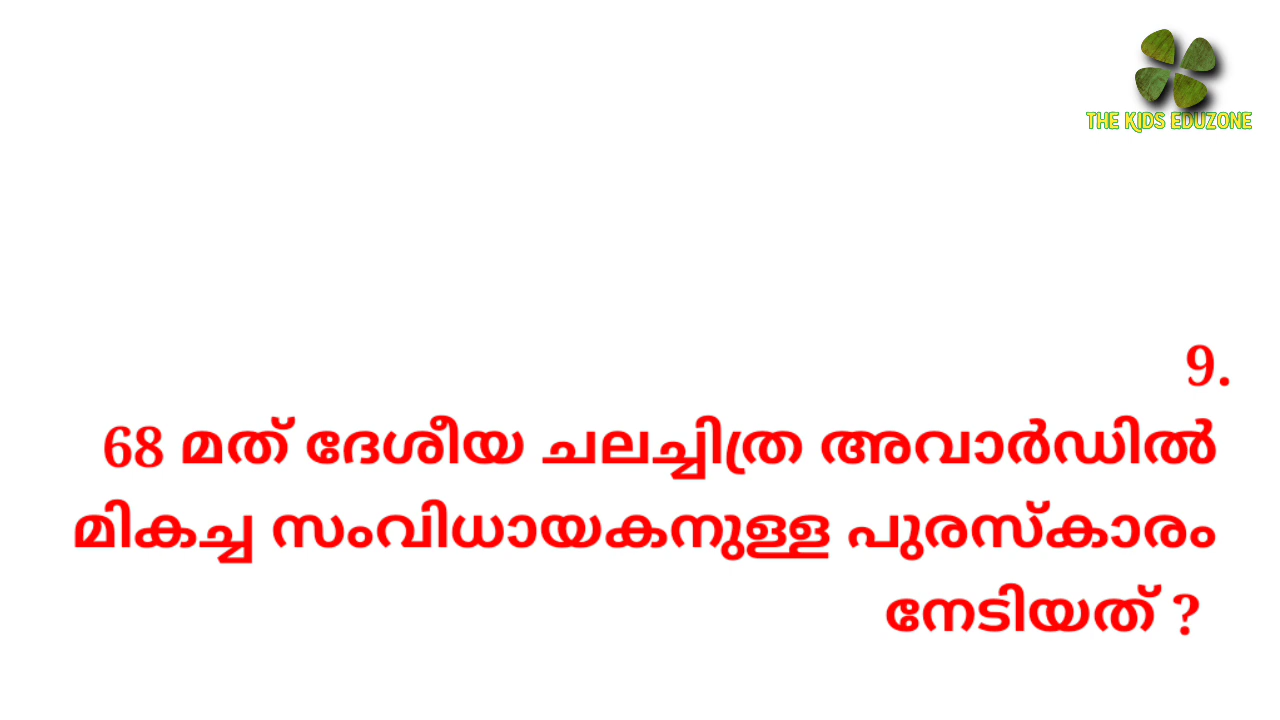 THE KIDS EDUZONE
9.
68 മത് ദേശീയ ചലച്ചിത്ര അവാർഡിൽ
മികച്ച സംവിധായകനുള്ള പുരസ്കാരം
നേടിയത് ?